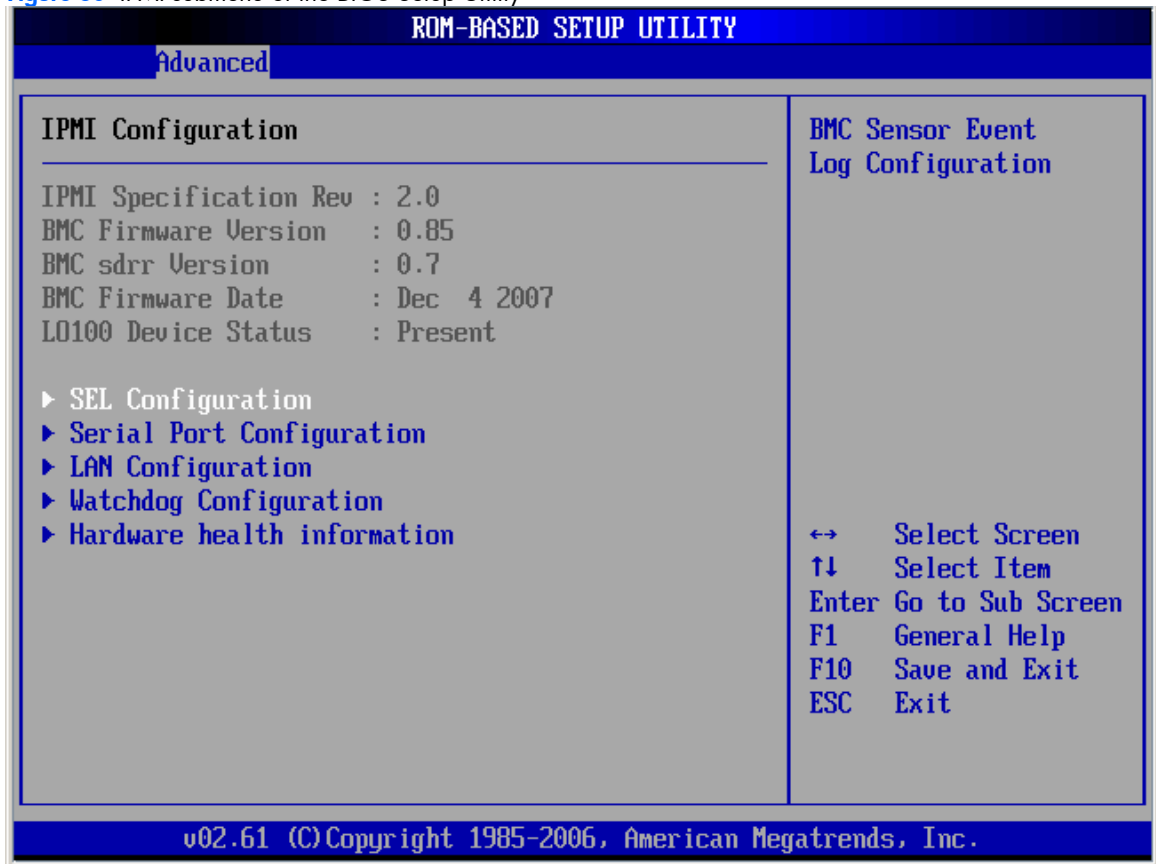 ROM-BASED SETUP UTILITY
Advanced
IPMI Configuration
IPMI Specification Rev : 2.0
BMC Firmware Version : 0.85
BMC sdrr Version : 0.7
BMC Firmware Date : Dec 4 2007
LO100 Device Status : Present
▶ SEL Configuration
▶ Serial Port Configuration
▶ LAN Configuration
▶ Watchdog Configuration
▶ Hardware health information
BMC Sensor Event
Log Configuration
↔ Select Screen
↑↓ Select Item
Enter Go to Sub Screen
F1 General Help
F10 Save and Exit
ESC Exit
v02.61 (C)Copyright 1985-2006, American Megatrends, Inc.